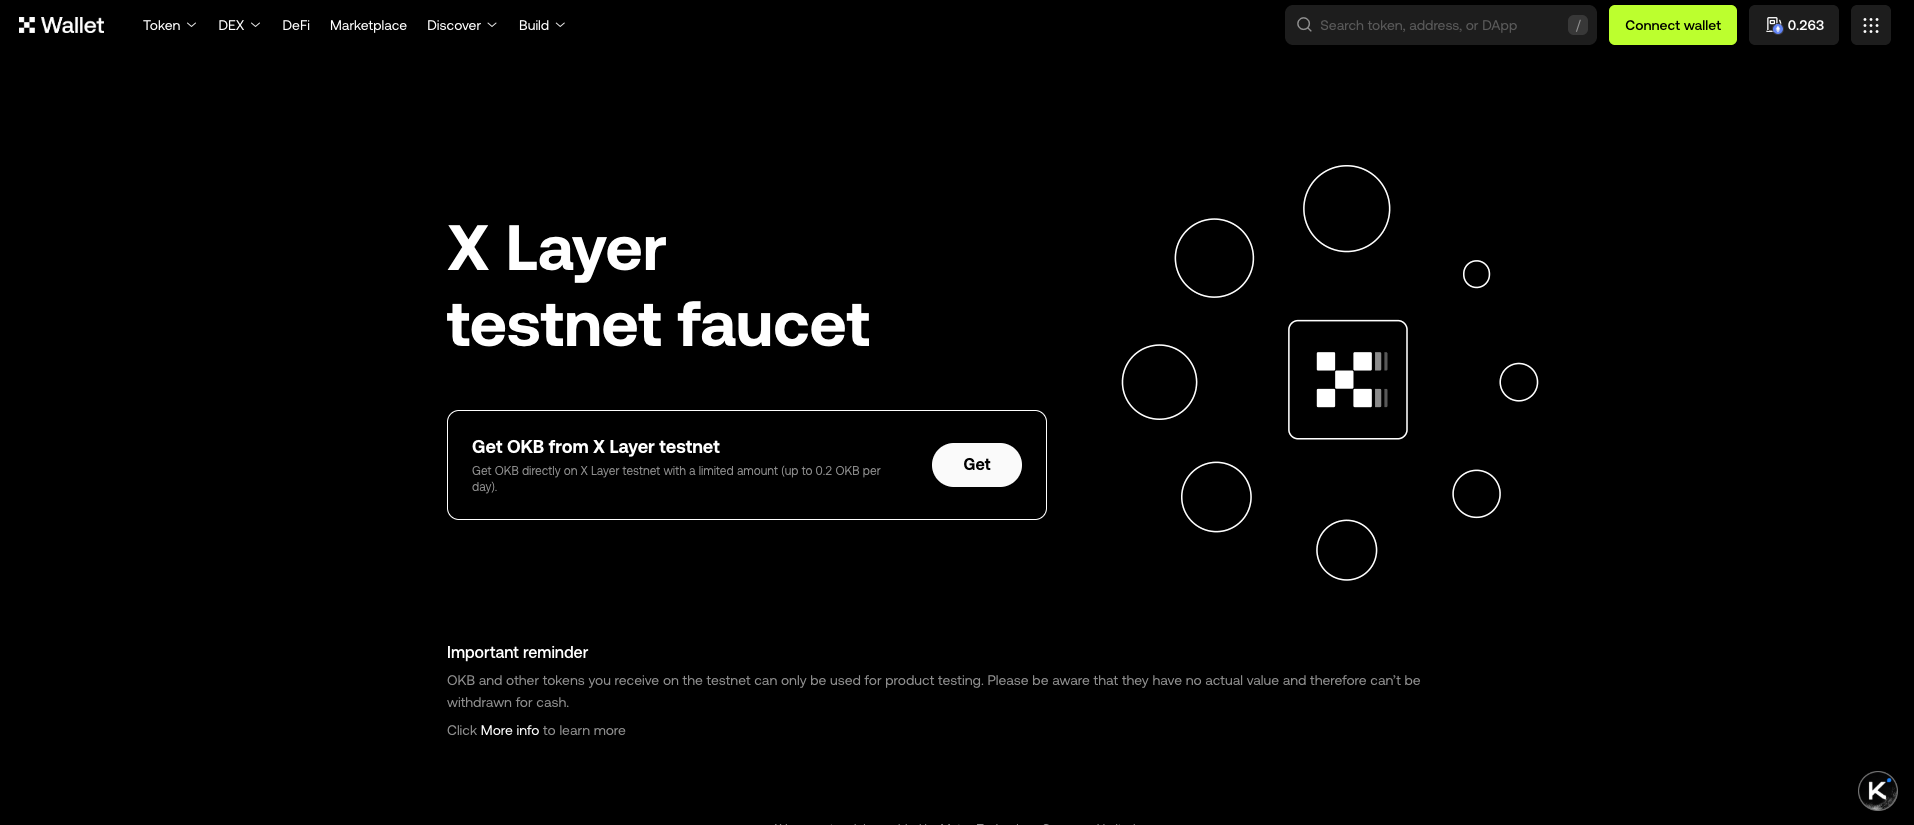 Wallet
Token
DEX
DeFi
Marketplace
Discover
Build
Search token, address, or DApp
/
Connect wallet
0.263
X Layer
testnet faucet
Get OKB from X Layer testnet
Get OKB directly on X Layer testnet with a limited amount (up to 0.2 OKB per
day).
Get
Important reminder
OKB and other tokens you receive on the testnet can only be used for product testing. Please be aware that they have no actual value and therefore can’t be
withdrawn for cash.
Click More info to learn more
K